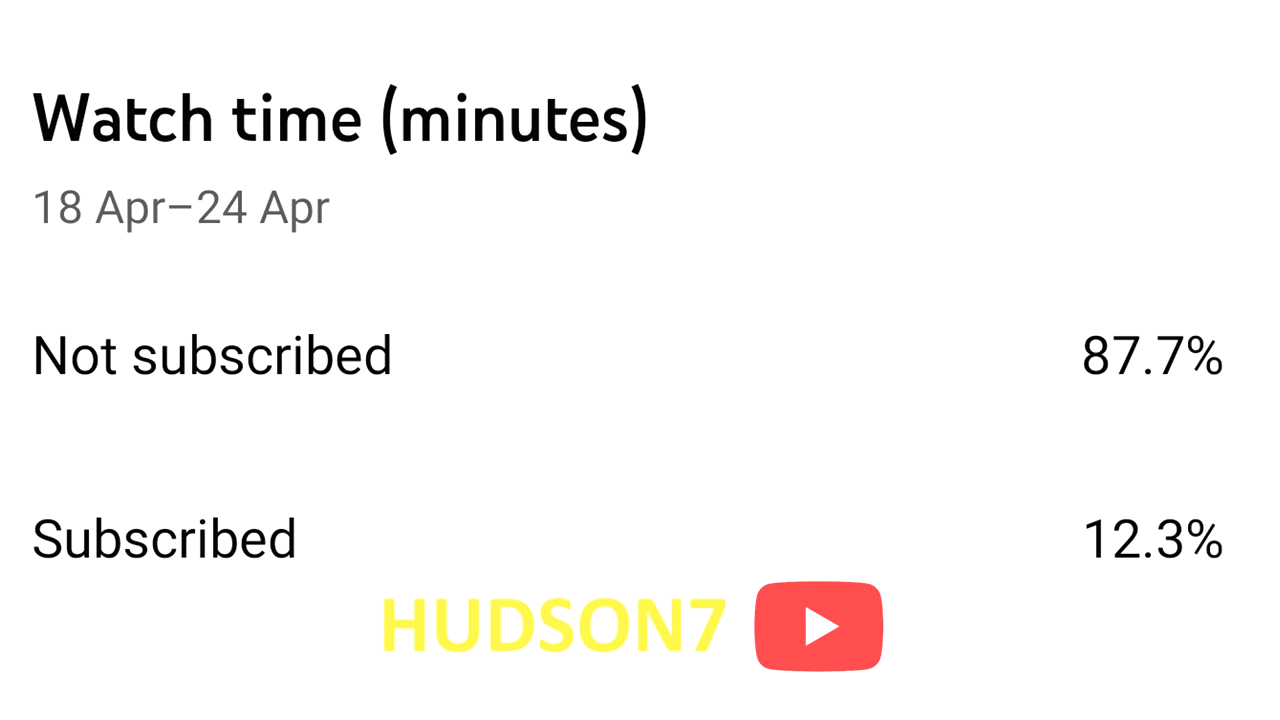 Watch time (minutes)
18 Apr–24 Apr
Not subscribed 87.7%
Subscribed 12.3%
HUDSON7